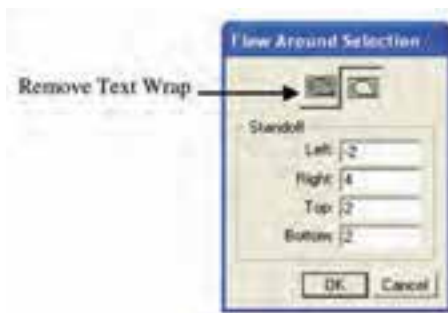 Flow Around Selection
Remove Text Wrap
Standoff
Left: -2
Right: 4
Top: 2
Bottom: 2
OK Cancel